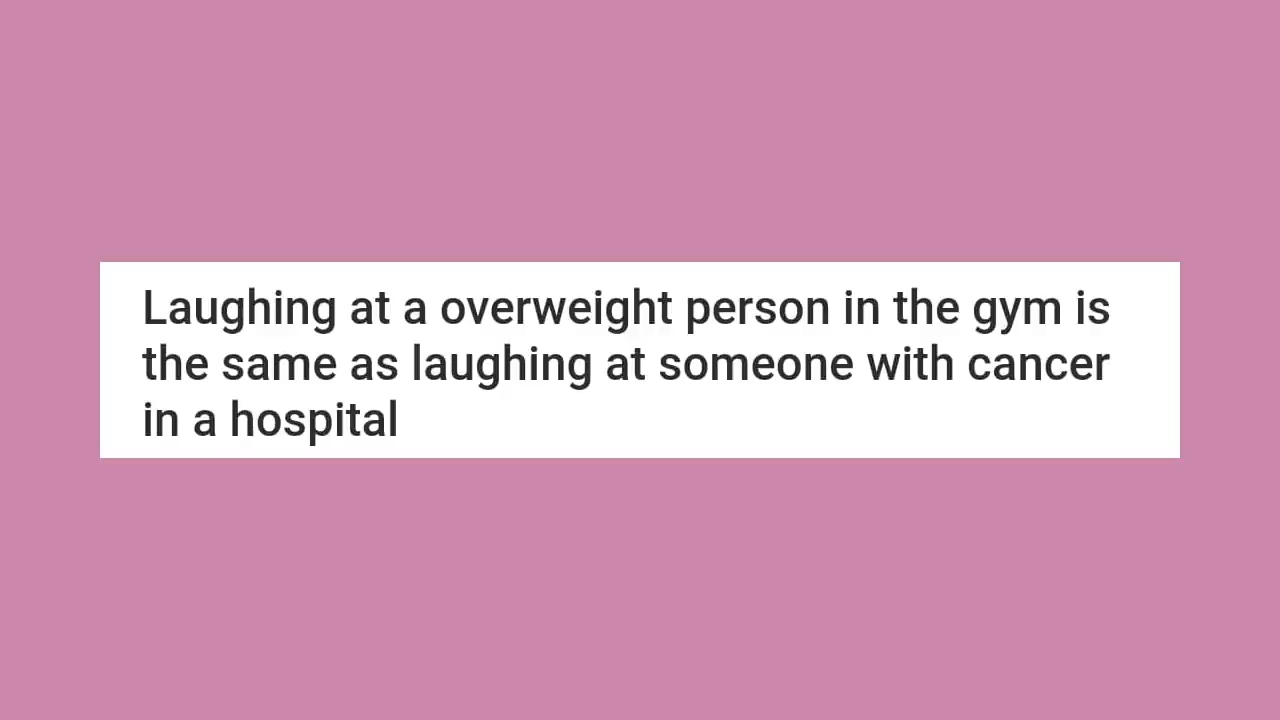 Laughing at a overweight person in the gym is
the same as laughing at someone with cancer
in a hospital